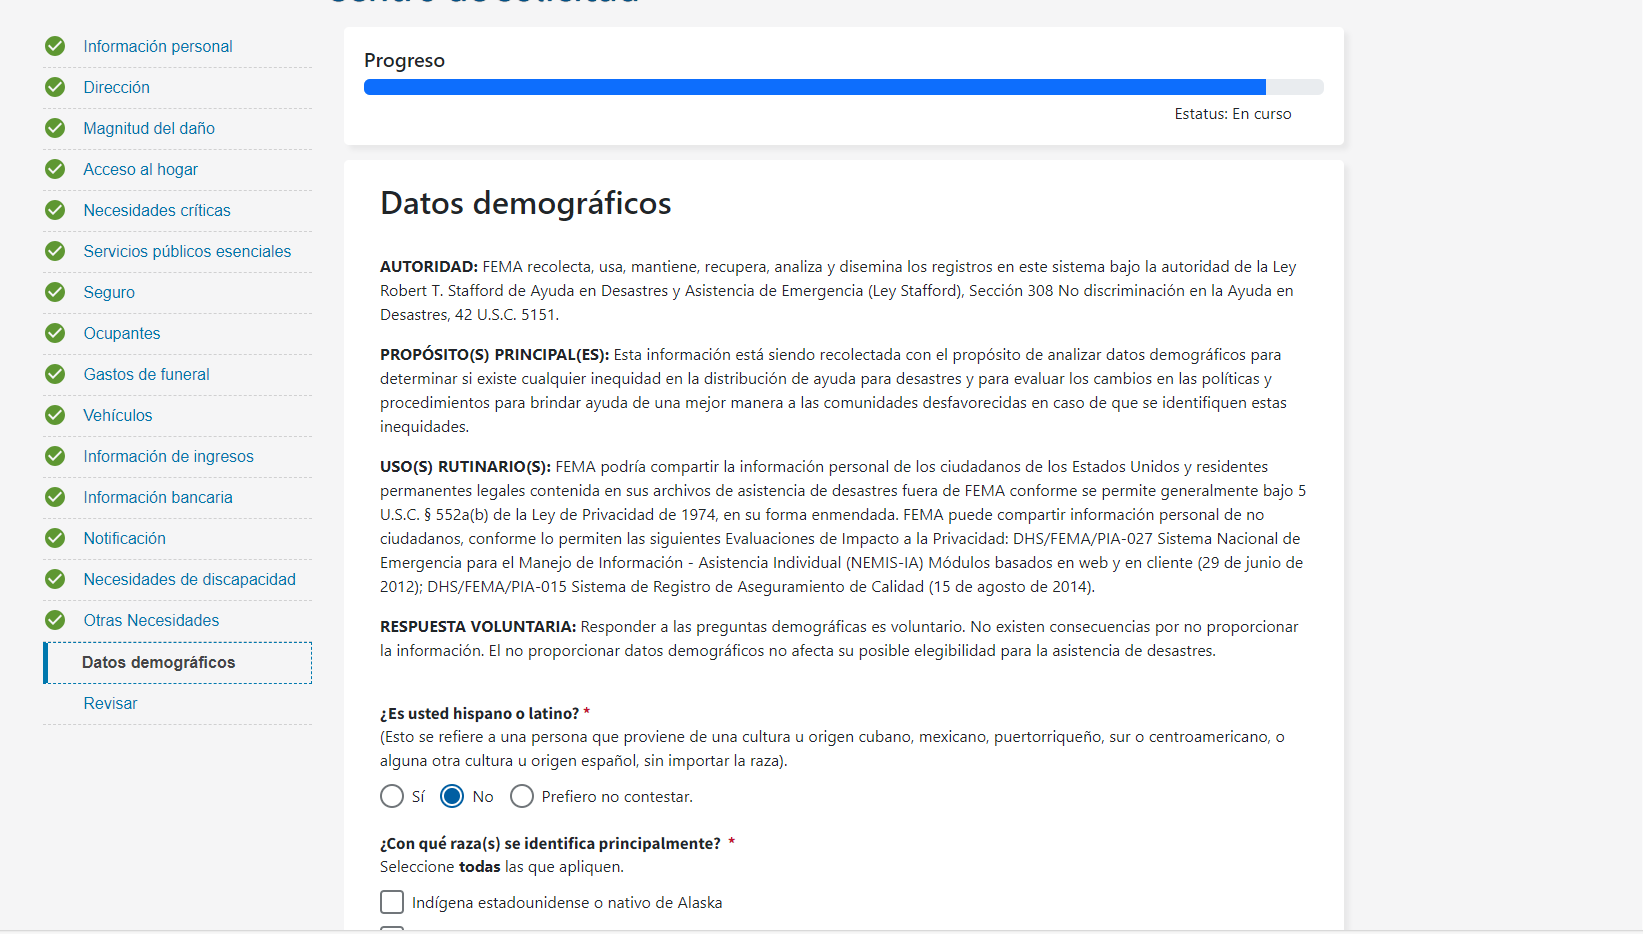 Centro de solicitud
Información personal
Dirección
Magnitud del daño
Acceso al hogar
Necesidades críticas
Servicios públicos esenciales
Seguro
Ocupantes
Gastos de funeral
Vehículos
Información de ingresos
Información bancaria
Notificación
Necesidades de discapacidad
Otras Necesidades
Datos demográficos
Revisar
Progreso
Estatus: En curso
Datos demográficos
AUTORIDAD: FEMA recolecta, usa, mantiene, recupera, analiza y disemina los registros en este sistema bajo la autoridad de la Ley
Robert T. Stafford de Ayuda en Desastres y Asistencia de Emergencia (Ley Stafford), Sección 308 No discriminación en la Ayuda en
Desastres, 42 U.S.C. 5151.
PROPÓSITO(S) PRINCIPAL(ES): Esta información está siendo recolectada con el propósito de analizar datos demográficos para
determinar si existe cualquier inequidad en la distribución de ayuda para desastres y para evaluar los cambios en las políticas y
procedimientos para brindar ayuda de una mejor manera a las comunidades desfavorecidas en caso de que se identifiquen estas
inequidades.
USO(S) RUTINARIO(S): FEMA podría compartir la información personal de los ciudadanos de los Estados Unidos y residentes
permanentes legales contenida en sus archivos de asistencia de desastres fuera de FEMA conforme se permite generalmente bajo 5
U.S.C. § 552a(b) de la Ley de Privacidad de 1974, en su forma enmendada. FEMA puede compartir información personal de no
ciudadanos, conforme lo permiten las siguientes Evaluaciones de Impacto a la Privacidad: DHS/FEMA/PIA-027 Sistema Nacional de
Emergencia para el Manejo de Información - Asistencia Individual (NEMIS-IA) Módulos basados en web y en cliente (29 de junio de
2012); DHS/FEMA/PIA-015 Sistema de Registro de Aseguramiento de Calidad (15 de agosto de 2014).
RESPUESTA VOLUNTARIA: Responder a las preguntas demográficas es voluntario. No existen consecuencias por no proporcionar
la información. El no proporcionar datos demográficos no afecta su posible elegibilidad para la asistencia de desastres.
¿Es usted hispano o latino? *
(Esto se refiere a una persona que proviene de una cultura u origen cubano, mexicano, puertorriqueño, sur o centroamericano, o
alguna otra cultura u origen español, sin importar la raza).
Sí No Prefiero no contestar.
¿Con qué raza(s) se identifica principalmente? *
Seleccione todas las que apliquen.
Indígena estadounidense o nativo de Alaska